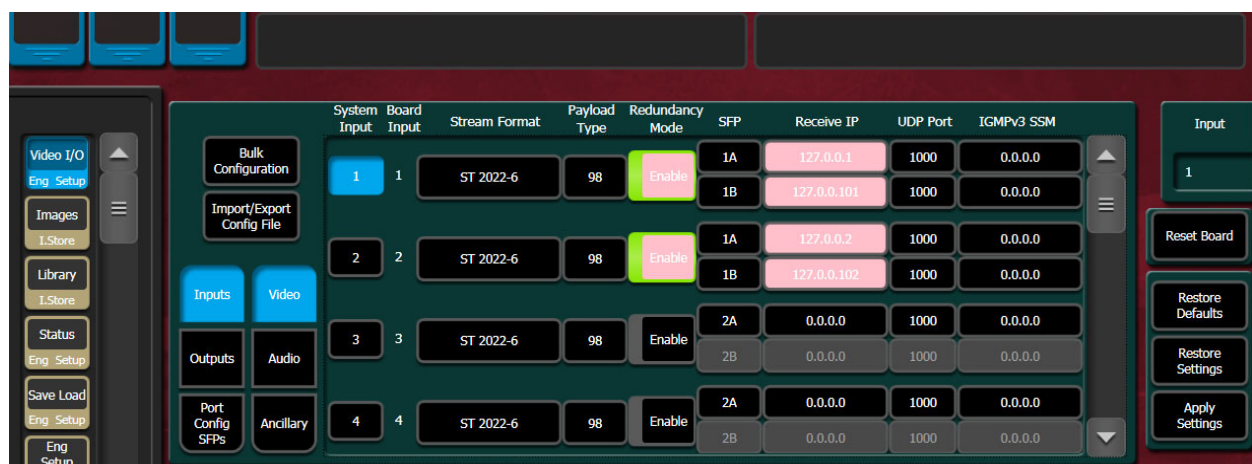 System Board Payload Redundancy
Input Input Stream Format Type Mode SFP Receive IP UDP Port IGMPv3 SSM
Input
1
Video I/O
Eng Setup
Images
I.Store
Library
I.Store
Status
Eng Setup
Save Load
Eng Setup
Eng
Setup
Bulk
Configuration
Import/Export
Config File
Inputs Video
Outputs Audio
Port
Config
SFPs
Ancillary
1 1 ST 2022-6 98 Enable
1A 127.0.0.1 1000 0.0.0.0
1B 127.0.0.101 1000 0.0.0.0
2 2 ST 2022-6 98 Enable
1A 127.0.0.2 1000 0.0.0.0
1B 127.0.0.102 1000 0.0.0.0
3 3 ST 2022-6 98 Enable
2A 0.0.0.0 1000 0.0.0.0
2B 0.0.0.0 1000 0.0.0.0
4 4 ST 2022-6 98 Enable
2A 0.0.0.0 1000 0.0.0.0
2B 0.0.0.0 1000 0.0.0.0
Reset Board
Restore
Defaults
Restore
Settings
Apply
Settings